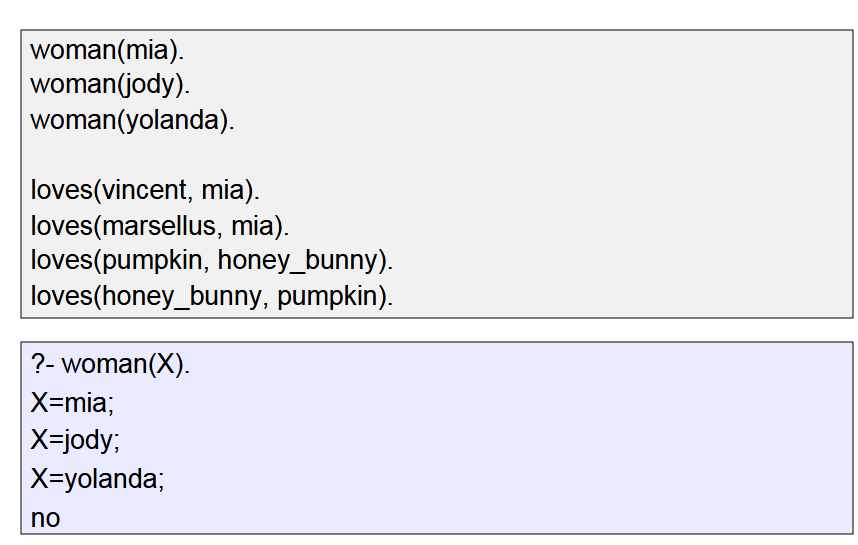 woman(mia).
woman(jody).
woman(yolanda).
loves(vincent, mia).
loves(marsellus, mia).
loves(pumpkin, honey_bunny).
loves(honey_bunny, pumpkin).
?- woman(X).
X=mia;
X=jody;
X=yolanda;
no